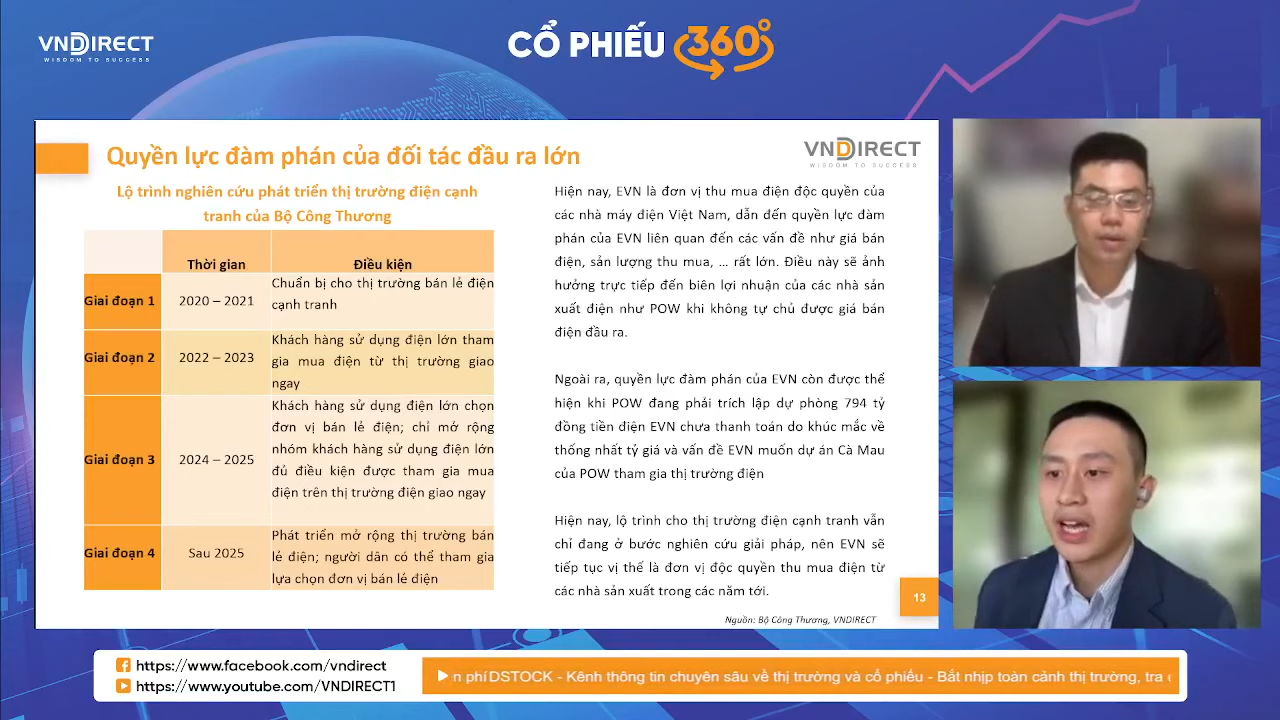 VNDIRECT
WISDOM TO SUCCESS
CỔ PHIẾU 360°
Quyền lực đàm phán của đối tác đầu ra lớn
VNDIRECT
WISDOM TO SUCCESS
Lộ trình nghiên cứu phát triển thị trường điện cạnh
tranh của Bộ Công Thương
Thời gian
Điều kiện
Giai đoạn 1
2020 – 2021
Chuẩn bị cho thị trường bán lẻ điện
cạnh tranh
Giai đoạn 2
2022 – 2023
Khách hàng sử dụng điện lớn tham
gia mua điện từ thị trường giao
ngay
Giai đoạn 3
2024 – 2025
Khách hàng sử dụng điện lớn chọn
đơn vị bán lẻ điện; chỉ mở rộng
nhóm khách hàng sử dụng điện lớn
đủ điều kiện được tham gia mua
điện trên thị trường điện giao ngay
Giai đoạn 4
Sau 2025
Phát triển mở rộng thị trường bán
lẻ điện; người dân có thể tham gia
lựa chọn đơn vị bán lẻ điện
Hiện nay, EVN là đơn vị thu mua điện độc quyền của
các nhà máy điện Việt Nam, dẫn đến quyền lực đàm
phán của EVN liên quan đến các vấn đề như giá bán
điện, sản lượng thu mua, ... rất lớn. Điều này sẽ ảnh
hưởng trực tiếp đến biên lợi nhuận của các nhà sản
xuất điện như POW khi không tự chủ được giá bán
điện đầu ra.
Ngoài ra, quyền lực đàm phán của EVN còn được thể
hiện khi POW đang phải trích lập dự phòng 794 tỷ
đồng tiền điện EVN chưa thanh toán do khúc mắc về
thống nhất tỷ giá và vấn đề EVN muốn dự án Cà Mau
của POW tham gia thị trường điện
Hiện nay, lộ trình cho thị trường điện cạnh tranh vẫn
chỉ đang ở bước nghiên cứu giải pháp, nên EVN sẽ
tiếp tục vị thế là đơn vị độc quyền thu mua điện từ
các nhà sản xuất trong các năm tới.
13
Nguồn: Bộ Công Thương, VNDIRECT
https://www.facebook.com/vndirect
https://www.youtube.com/VNDIRECT1
n phíDSTOCK - Kênh thông tin chuyên sâu về thị trường và cổ phiếu - Bắt nhịp toàn cảnh thị trường, tra